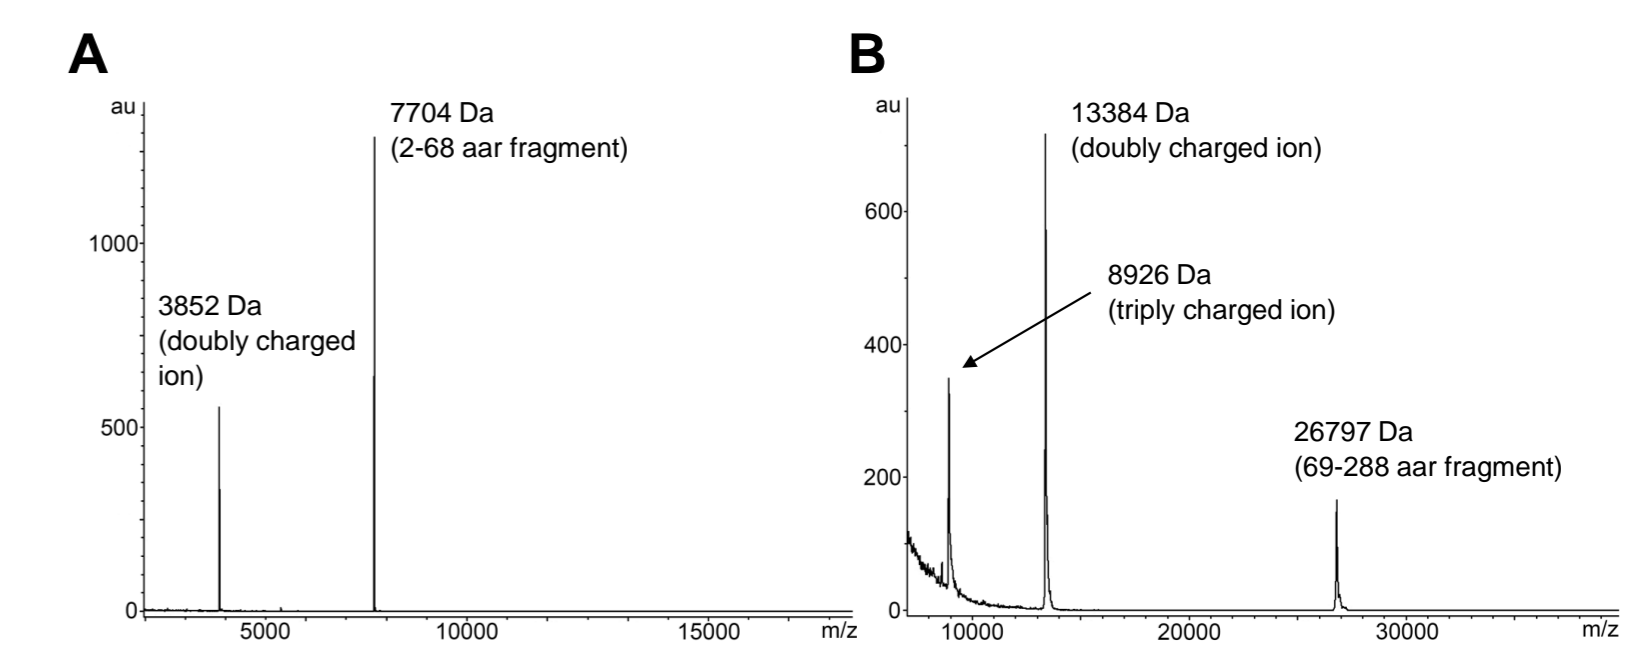 A
au
7704 Da
(2-68 aar fragment)
1000
3852 Da
(doubly charged
ion)
500
0
5000
10000
15000
m/z
B
au
13384 Da
(doubly charged ion)
600
8926 Da
(triply charged ion)
400
26797 Da
(69-288 aar fragment)
200
0
10000
20000
30000
m/z